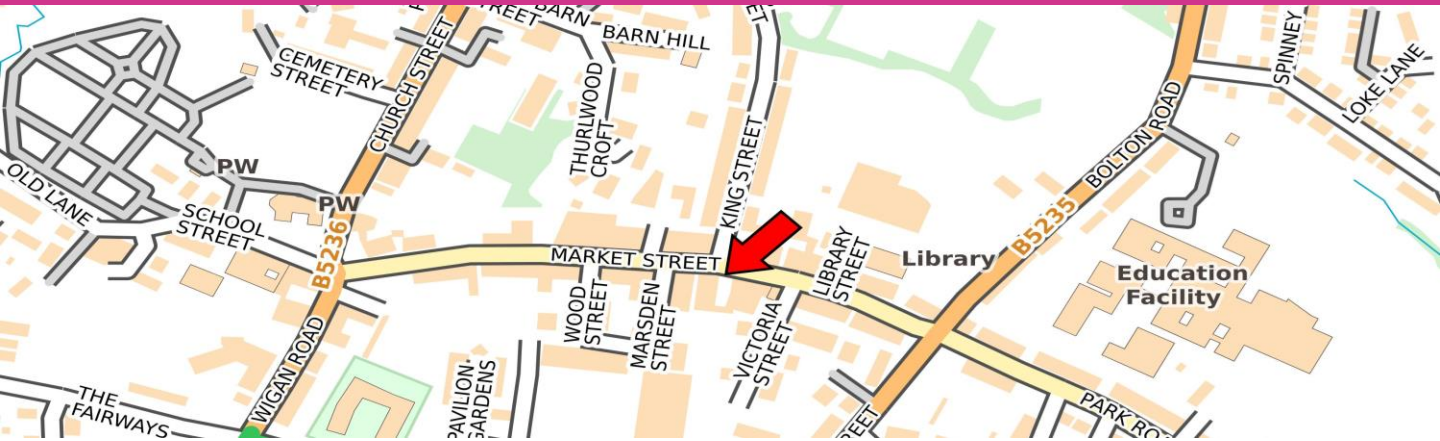 STREET
BARN
BARN HILL
CEMETERY
STREET
CHURCH STREET
THURLWOOD
CROFT
KING STREET
BOLTON ROAD
SPINNEY
LOKE LANE
PW
OLD LANE
SCHOOL
STREET
PW
B5236
MARKET STREET
LIBRARY
STREET
Library
B5235
Education
Facility
WOOD
STREET
MARSDEN
STREET
VICTORIA
STREET
WIGAN ROAD
THE
FAIRWAYS
PAVILION
GARDENS
PARK